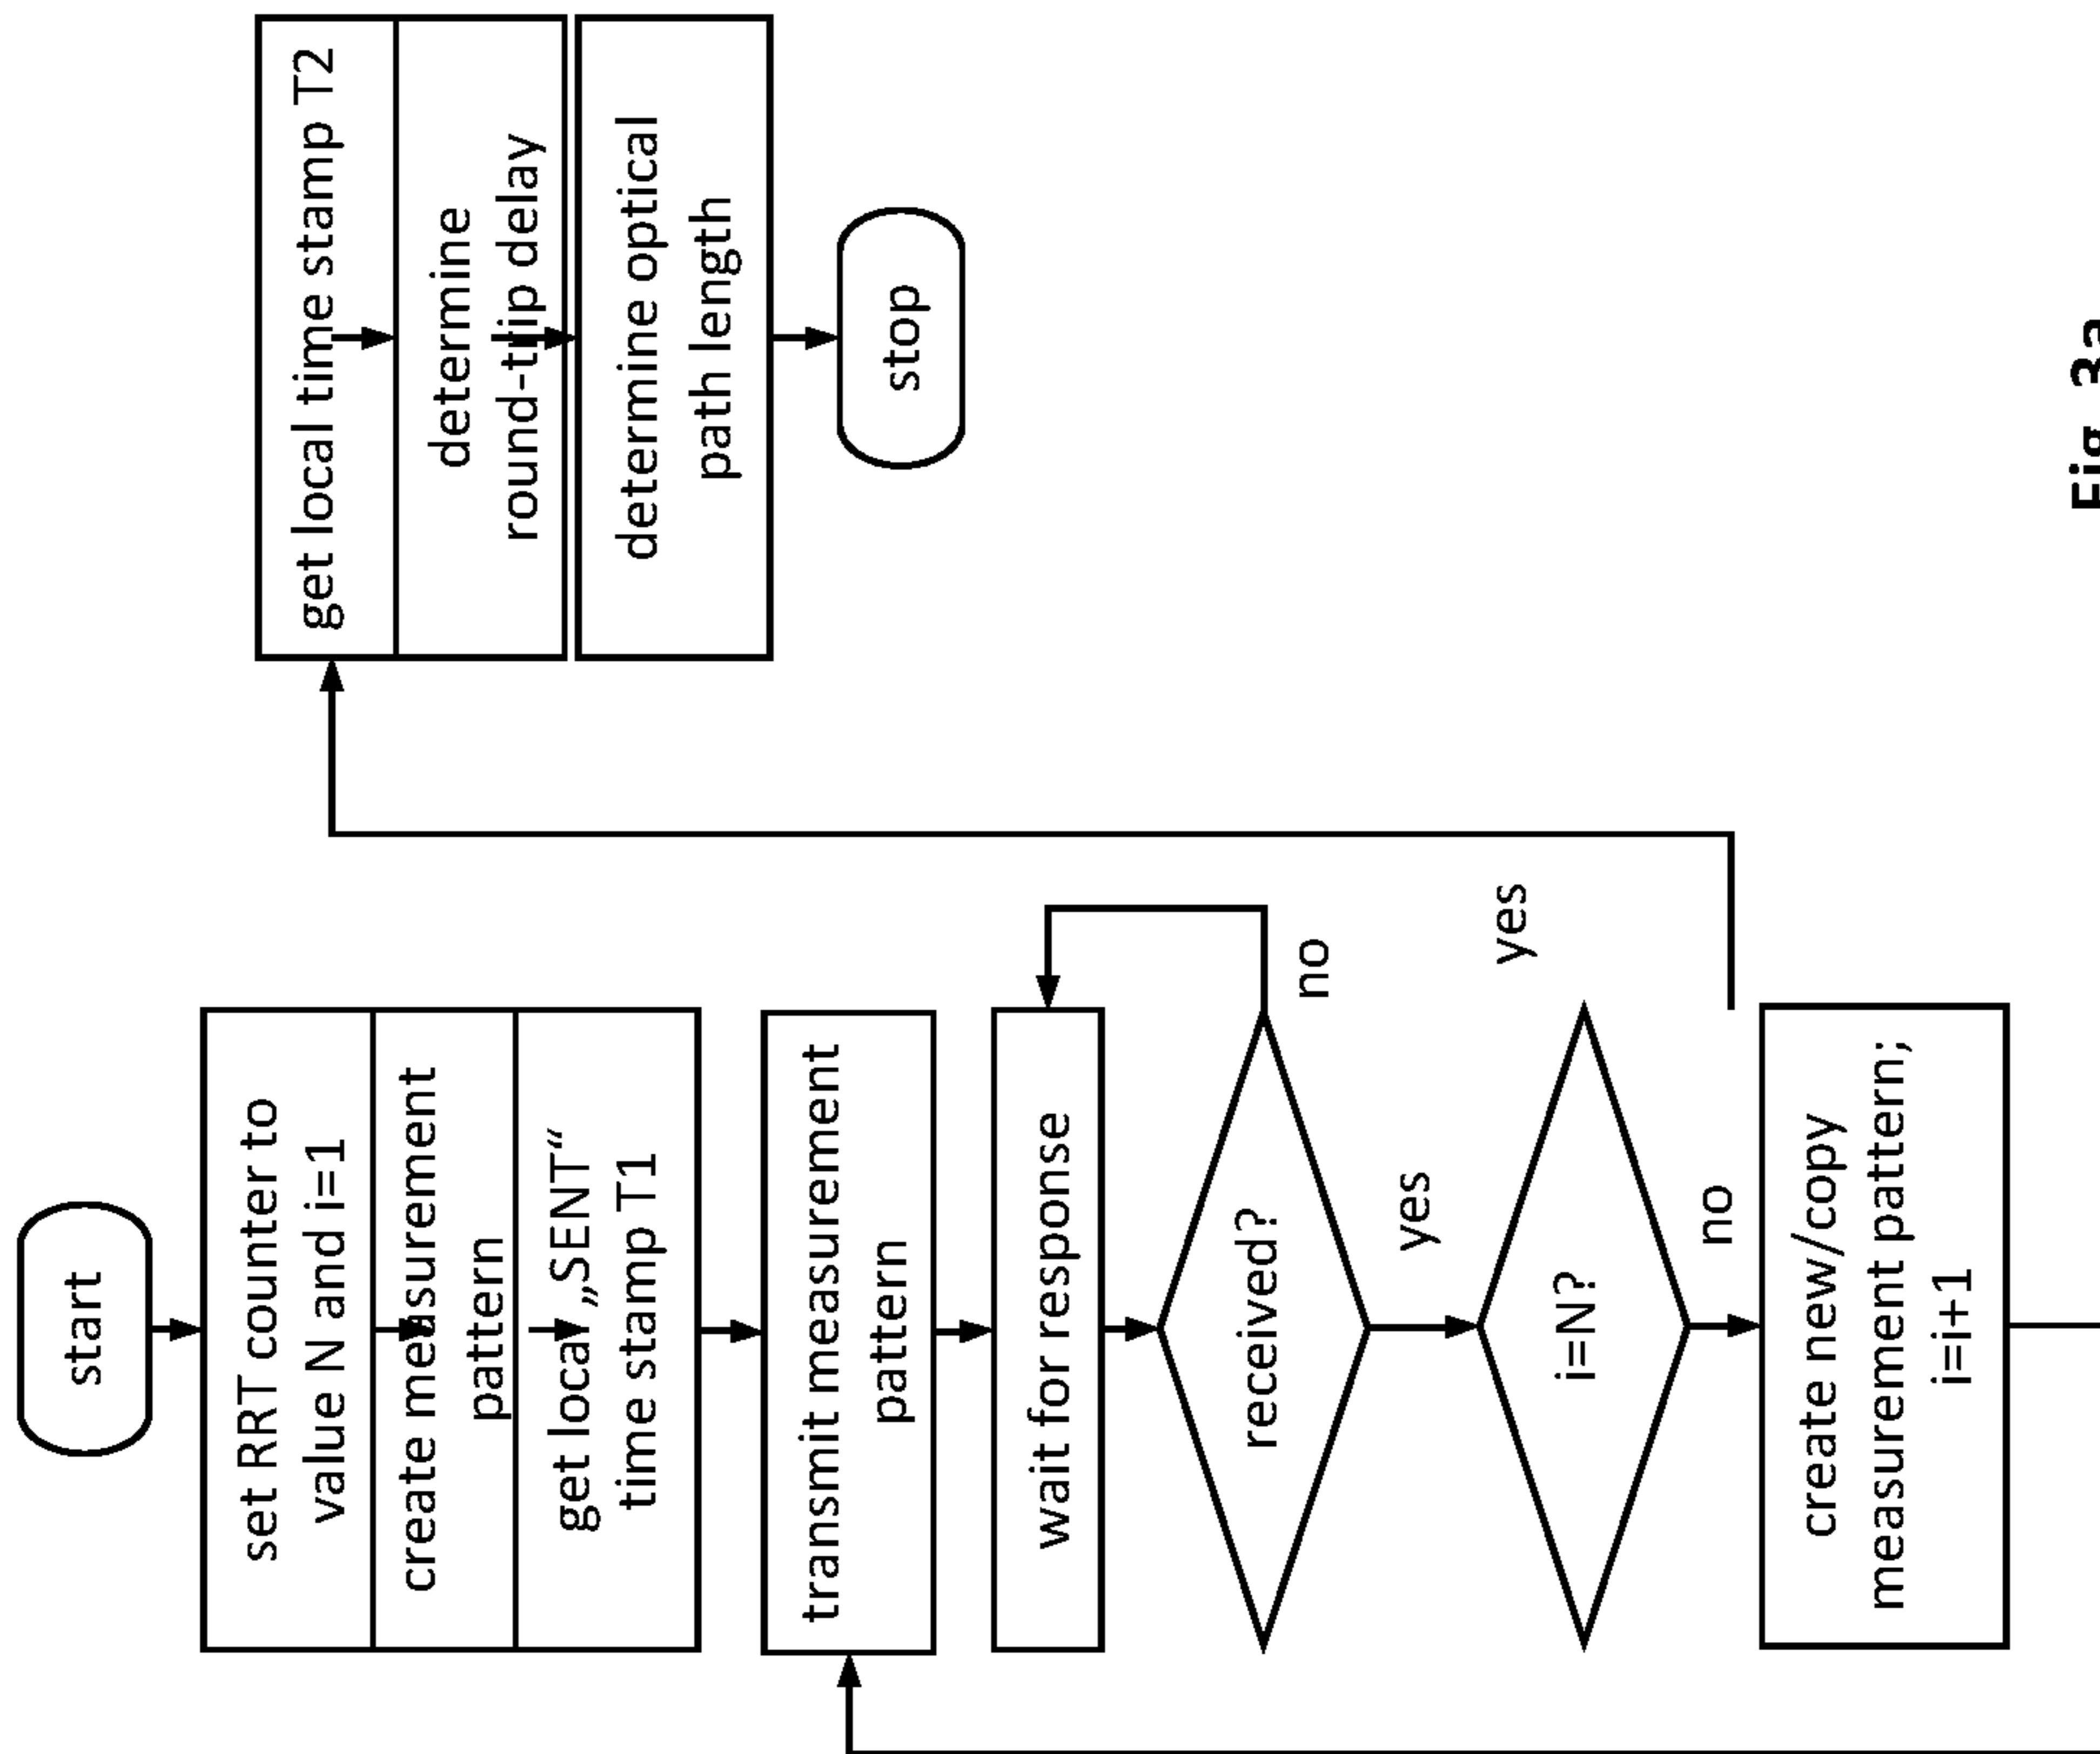 start
set RRT counter to
value N and i=1
create measurement
pattern
get local „SENT“
time stamp T1
transmit measurement
pattern
wait for response
received?
no
yes
i=N?
yes
no
create new/copy
measurement pattern;
i=i+1
get local time stamp T2
determine
round-trip delay
determine optical
path length
stop
Fig. 3a